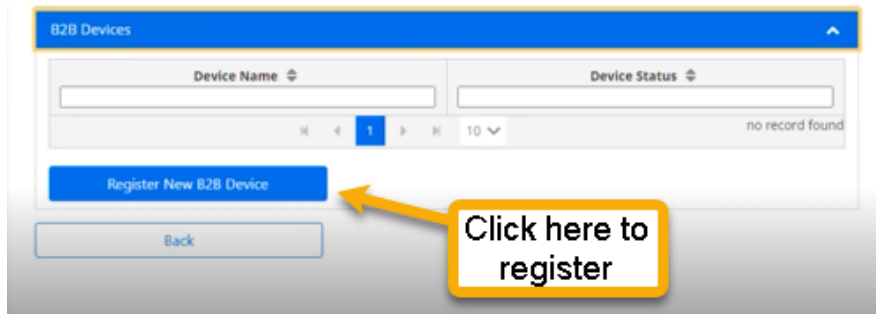 B2B Devices
Device Name
Device Status
1
10
no record found
Register New B2B Device
Back
Click here to
register